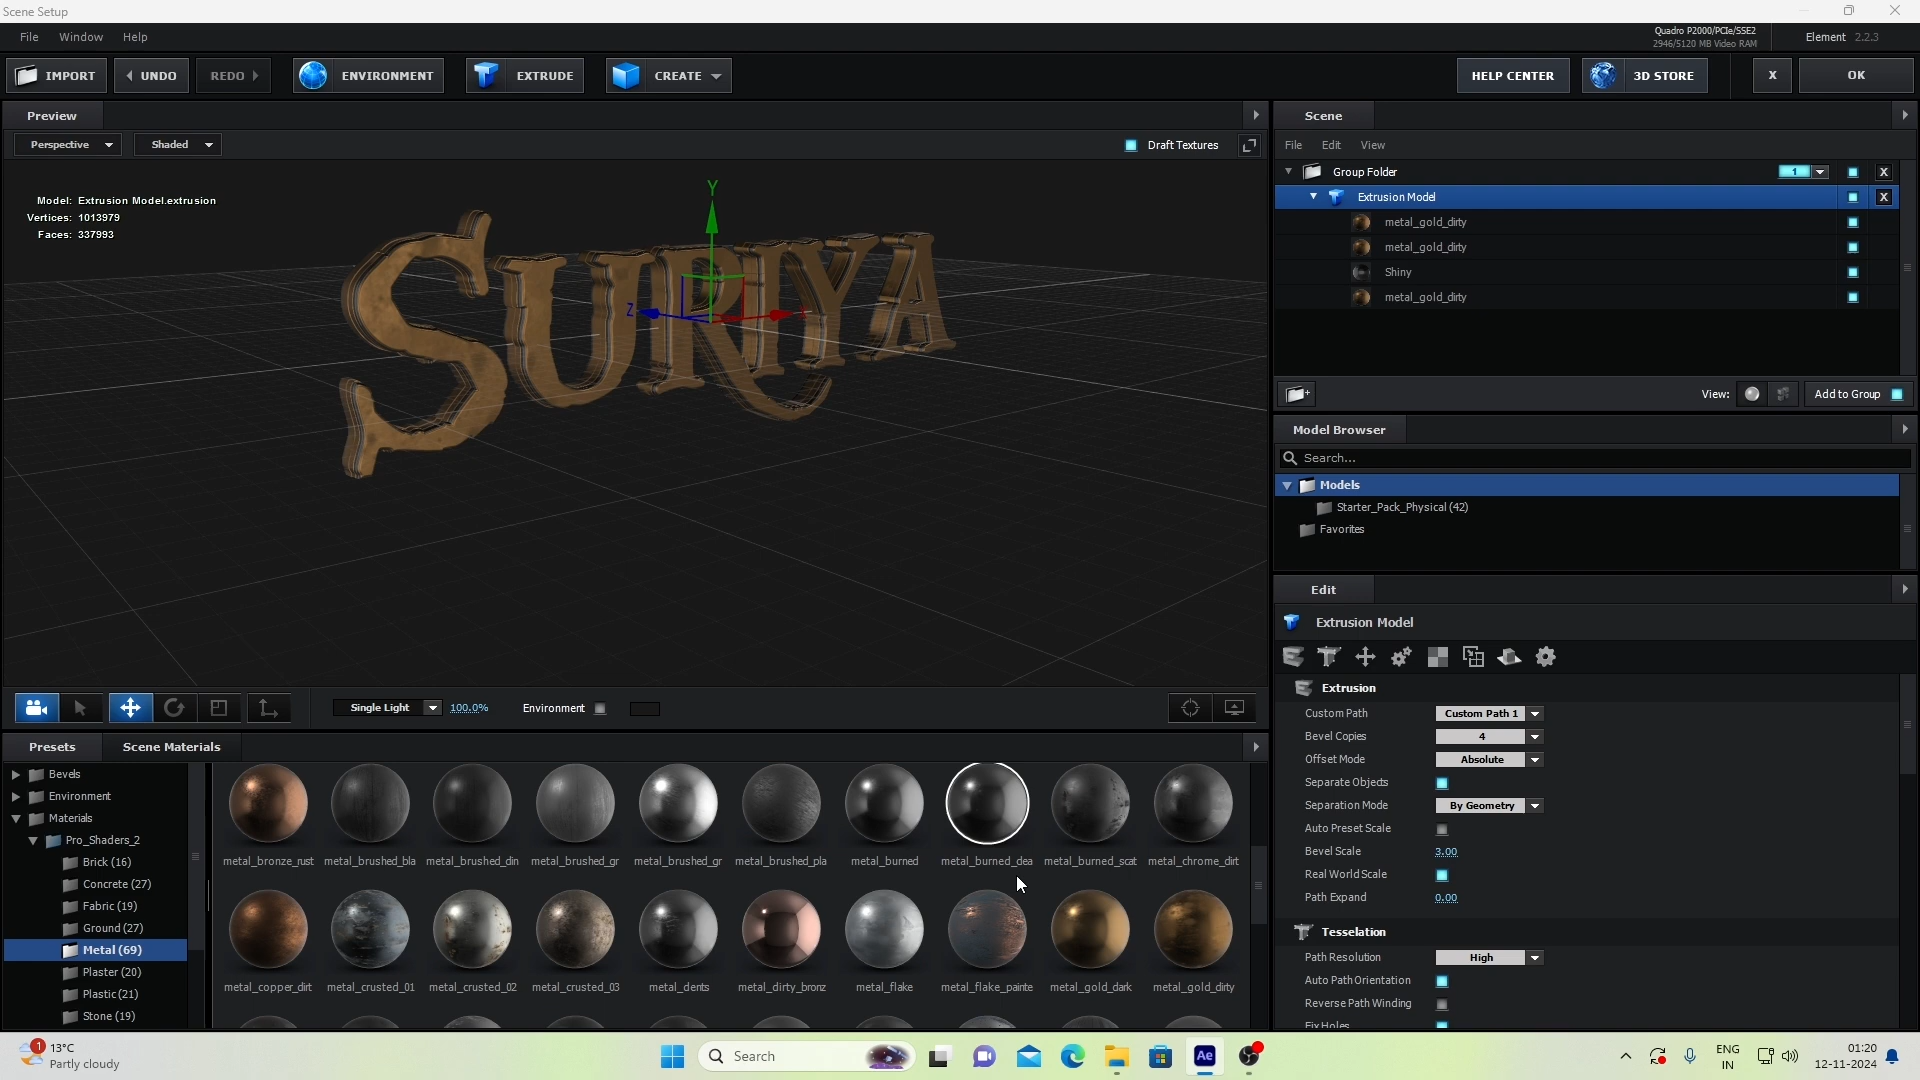 Scene Setup
File Window Help
Quadro P2000/PCIe/SSE2
2946/5120 MB Video RAM
Element 2.2.3
IMPORT UNDO REDO ENVIRONMENT EXTRUDE CREATE HELP CENTER 3D STORE X OK
Preview
Perspective Shaded Draft Textures
Model: Extrusion Model.extrusion
Vertices: 1013979
Faces: 337993
SURIYA
Y
Z
Single Light 100.0% Environment
Scene
File Edit View
Group Folder 1 X
Extrusion Model X
metal_gold_dirty
metal_gold_dirty
Shiny
metal_gold_dirty
View: Add to Group
Model Browser
Search...
Models
Starter_Pack_Physical (42)
Favorites
Edit
Extrusion Model
Extrusion
Custom Path Custom Path 1
Bevel Copies 4
Offset Mode Absolute
Separate Objects
Separation Mode By Geometry
Auto Preset Scale
Bevel Scale 3.00
Real World Scale
Path Expand 0.00
Tesselation
Path Resolution High
Auto Path Orientation
Reverse Path Winding
Fix Holes
Presets Scene Materials
Bevels
Environment
Materials
Pro_Shaders_2
Brick (16)
Concrete (27)
Fabric (19)
Ground (27)
Metal (69)
Plaster (20)
Plastic (21)
Stone (19)
metal_bronze_rust metal_brushed_bla metal_brushed_din metal_brushed_gr metal_brushed_gr metal_brushed_pla metal_burned metal_burned_dea metal_burned_scat metal_chrome_dirt
metal_copper_dirt metal_crusted_01 metal_crusted_02 metal_crusted_03 metal_dents metal_dirty_bronz metal_flake metal_flake_painte metal_gold_dark metal_gold_dirty
1
13°C
Partly cloudy
Search
Ae
ENG
IN
01:20
12-11-2024